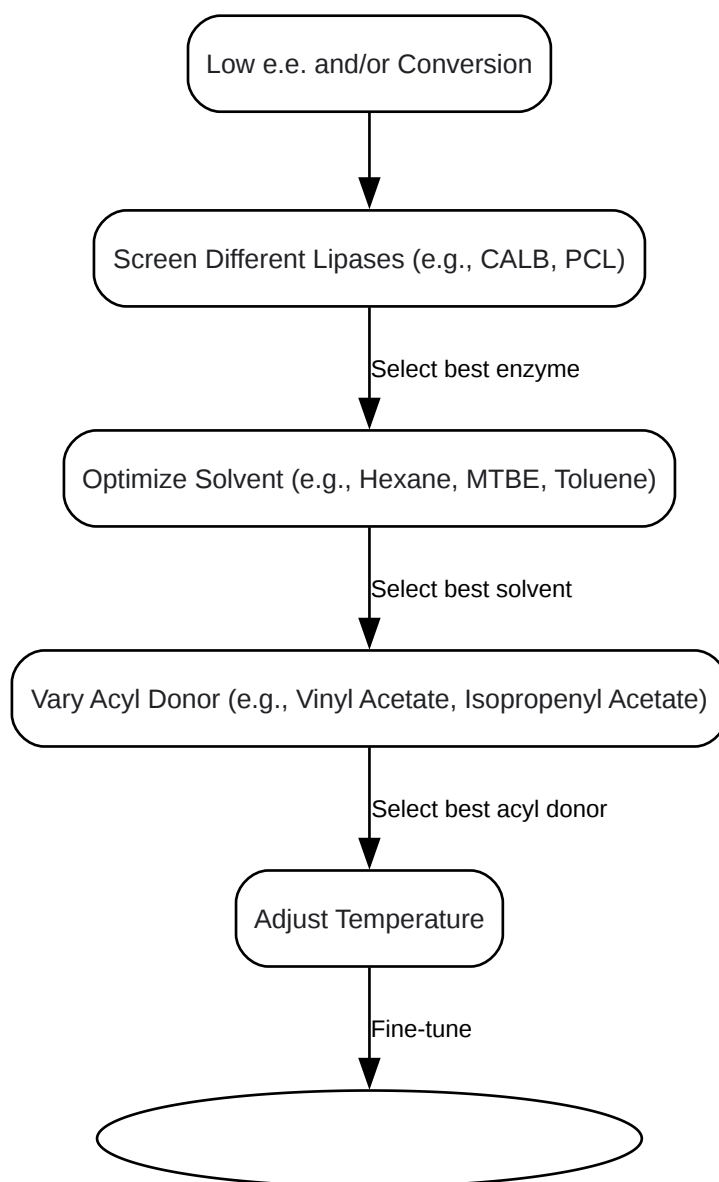 Low e.e. and/or Conversion
Screen Different Lipases (e.g., CALB, PCL)
Select best enzyme
Optimize Solvent (e.g., Hexane, MTBE, Toluene)
Select best solvent
Vary Acyl Donor (e.g., Vinyl Acetate, Isopropenyl Acetate)
Select best acyl donor
Adjust Temperature
Fine-tune